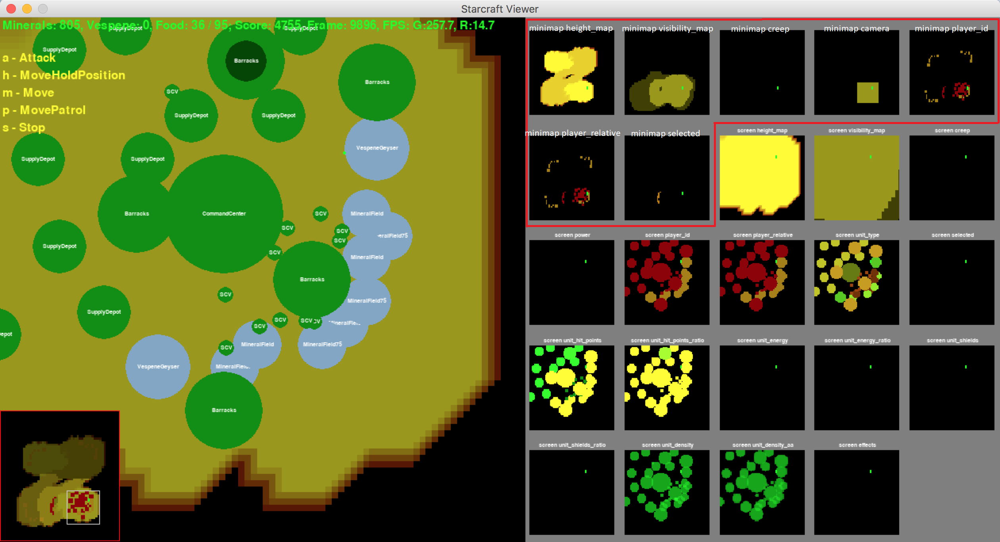 Starcraft Viewer
Minerals: 805, Vespene: 0, Food: 36 / 95; Score: 4755, Frame: 9896, FPS: G:257.7, R:14.7
SupplyDepot
SupplyDepot
SupplyDepot
Barracks
Barracks
a - Attack
h - MoveHoldPosition
m - Move
p - MovePatrol
s - Stop
SCV
SupplyDepot
SupplyDepot
VespeneGeyser
SupplyDepot
SupplyDepot
Barracks
CommandCenter
SCV
MineralField
SCV
SCV
eralField75
SCV
SCV
MineralField
SupplyDepot
Barracks
SCV
MineralField75
SupplyDepot
SCV
SCV
SCV
MineralField
MineralField75
epot
SCV
VespeneGeyser
Barracks
minimap height_map
minimap visibility_map
minimap creep
minimap camera
minimap player_id
minimap player_relative
minimap selected
screen height_map
screen visibility_map
screen creep
screen power
screen player_id
screen player_relative
screen unit_type
screen selected
screen unit_hit_points
screen unit_hit_points_ratio
screen unit_energy
screen unit_energy_ratio
screen unit_shields
screen unit_shields_ratio
screen unit_density
screen unit_density_aa
screen effects